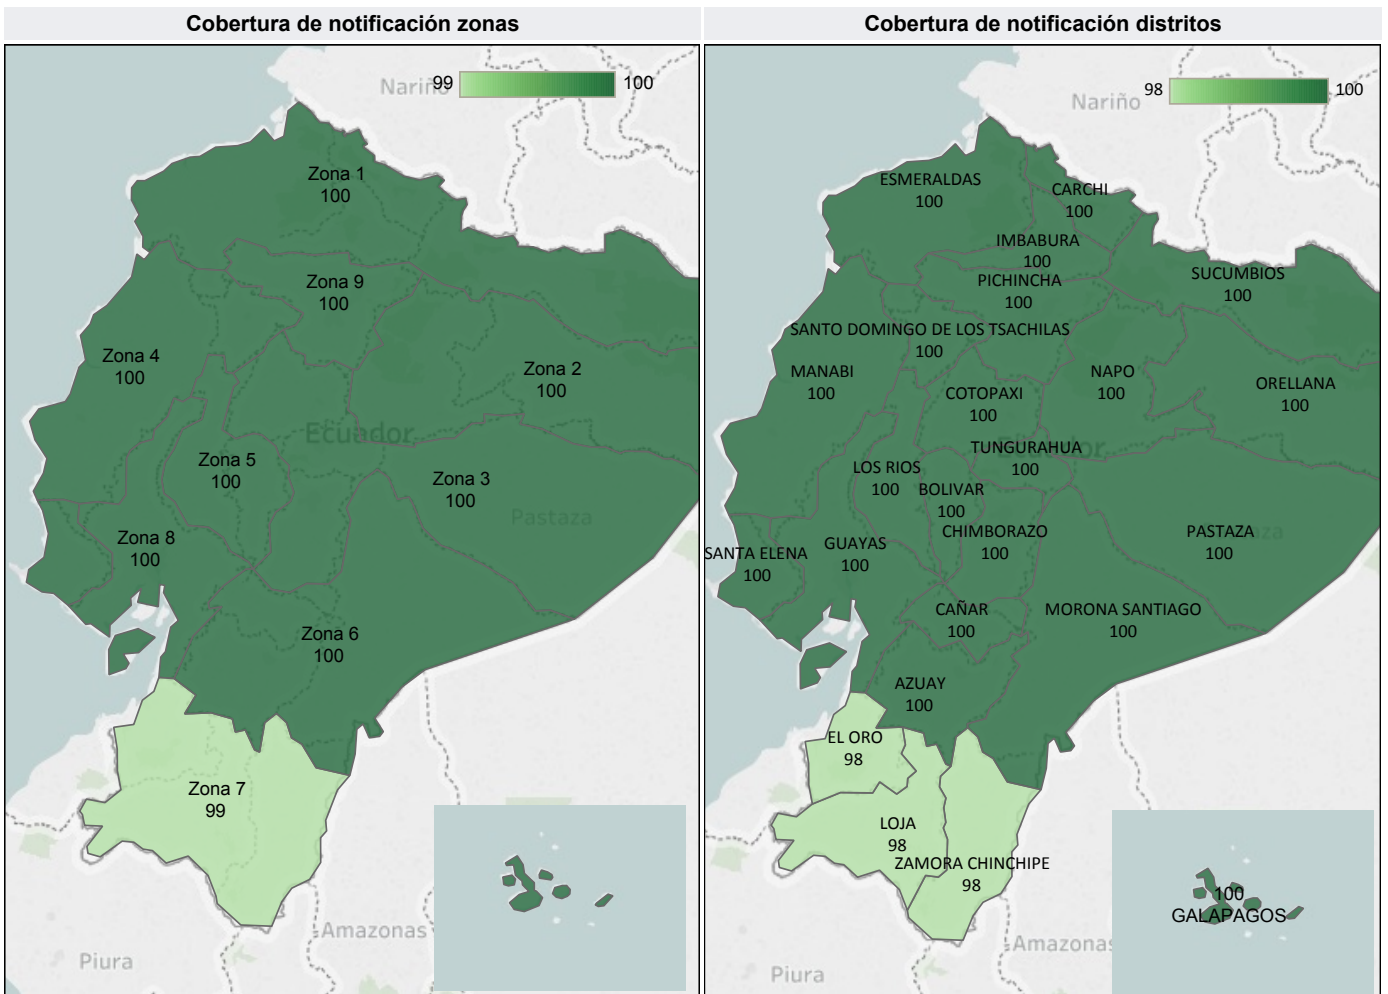 Cobertura de notificación zonas
99
100
Nariño
Zona 1
100
Zona 9
100
Zona 4
100
Zona 2
100
Ecuador
Zona 5
100
Zona 3
100
Pastaza
Zona 8
100
Zona 6
100
Zona 7
99
Amazonas
Piura
Cobertura de notificación distritos
98
100
Nariño
ESMERALDAS
100
CARCHI
100
IMBABURA
100
PICHINCHA
100
SUCUMBIOS
100
SANTO DOMINGO DE LOS TSACHILAS
100
MANABI
100
NAPO
100
ORELLANA
100
COTOPAXI
100
TUNGURAHUA
100
LOS RIOS
100
BOLIVAR
100
CHIMBORAZO
100
PASTAZA
100
SANTA ELENA
100
GUAYAS
100
CAÑAR
100
MORONA SANTIAGO
100
AZUAY
100
EL ORO
98
LOJA
98
ZAMORA CHINCHIPE
98
100
GALAPAGOS
Amazonas
Piura